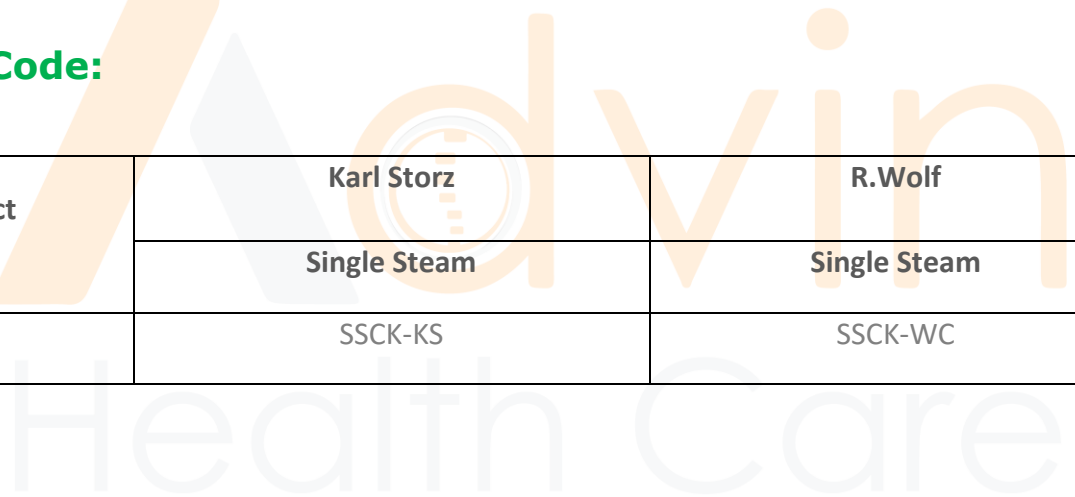 Code:
ct
Karl Storz
R.Wolf
Single Steam
Single Steam
SSCK-KS
SSCK-WC
Advin
Health Care